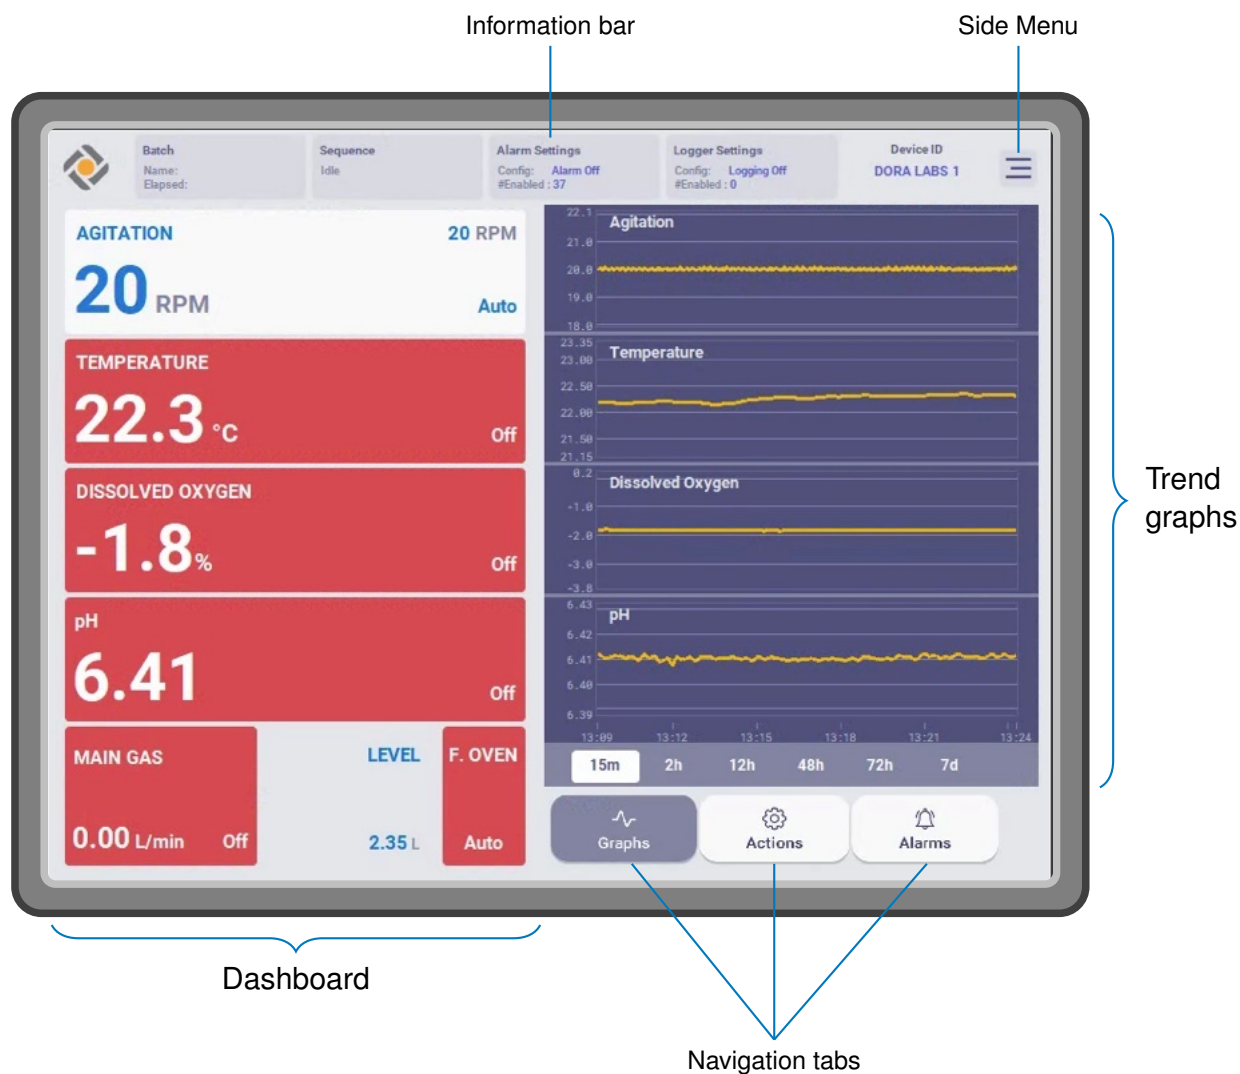 Information bar
Side Menu
Batch
Name:
Elapsed:
Sequence
Idle
Alarm Settings
Config: Alarm Off
#Enabled : 37
Logger Settings
Config: Logging Off
#Enabled : 0
Device ID
DORA LABS 1
AGITATION
20 RPM
20 RPM
Auto
TEMPERATURE
22.3 °C
Off
DISSOLVED OXYGEN
-1.8 %
Off
pH
6.41
Off
MAIN GAS
0.00 L/min Off
LEVEL
2.35 L
F. OVEN
Auto
Agitation
22.1
21.0
20.0
19.0
18.0
Temperature
23.35
23.00
22.50
22.00
21.50
21.15
Dissolved Oxygen
0.2
-1.0
-2.0
-3.0
-3.8
pH
6.43
6.42
6.41
6.40
6.39
13:09 13:12 13:15 13:18 13:21 13:24
15m 2h 12h 48h 72h 7d
Graphs
Actions
Alarms
Trend
graphs
Dashboard
Navigation tabs